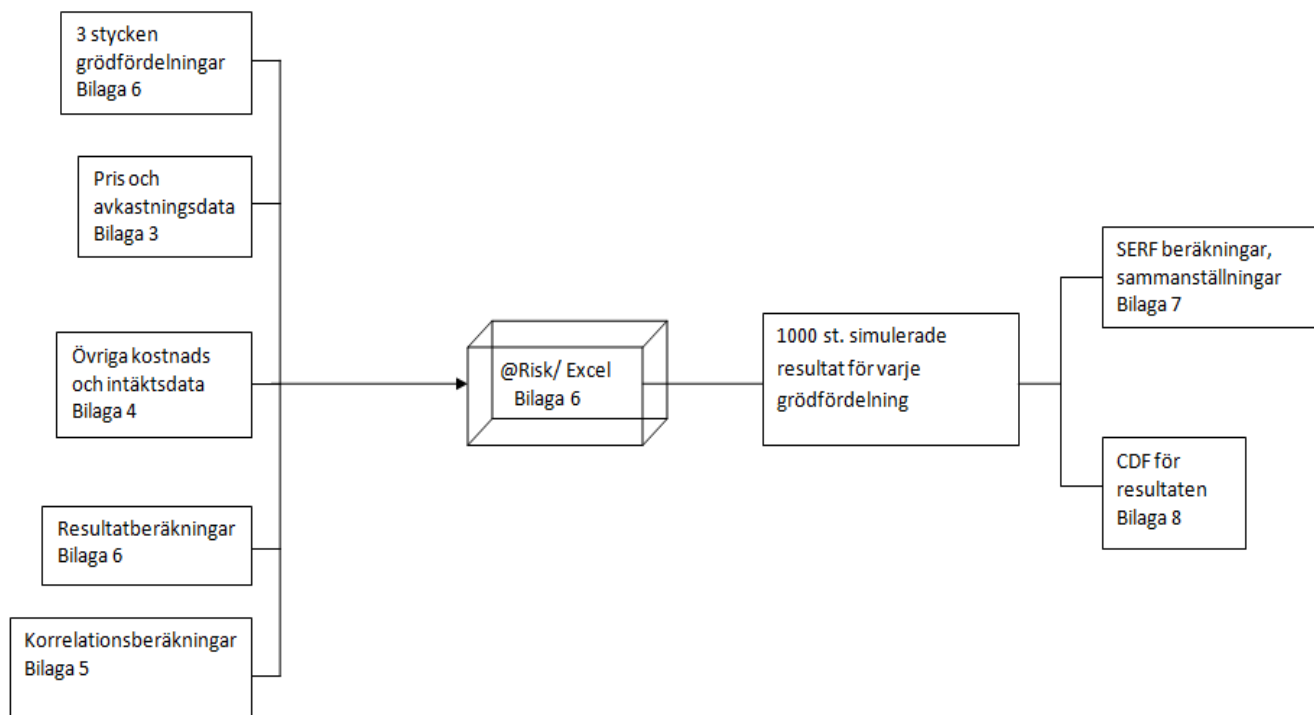 3 stycken
grödfördelningar
Bilaga 6
Pris och
avkastningsdata
Bilaga 3
Övriga kostnads
och intäktsdata
Bilaga 4
Resultatberäkningar
Bilaga 6
Korrelationsberäkningar
Bilaga 5
@Risk/ Excel
Bilaga 6
1000 st. simulerade
resultat för varje
grödfördelning
SERF beräkningar,
sammanställningar
Bilaga 7
CDF för
resultaten
Bilaga 8